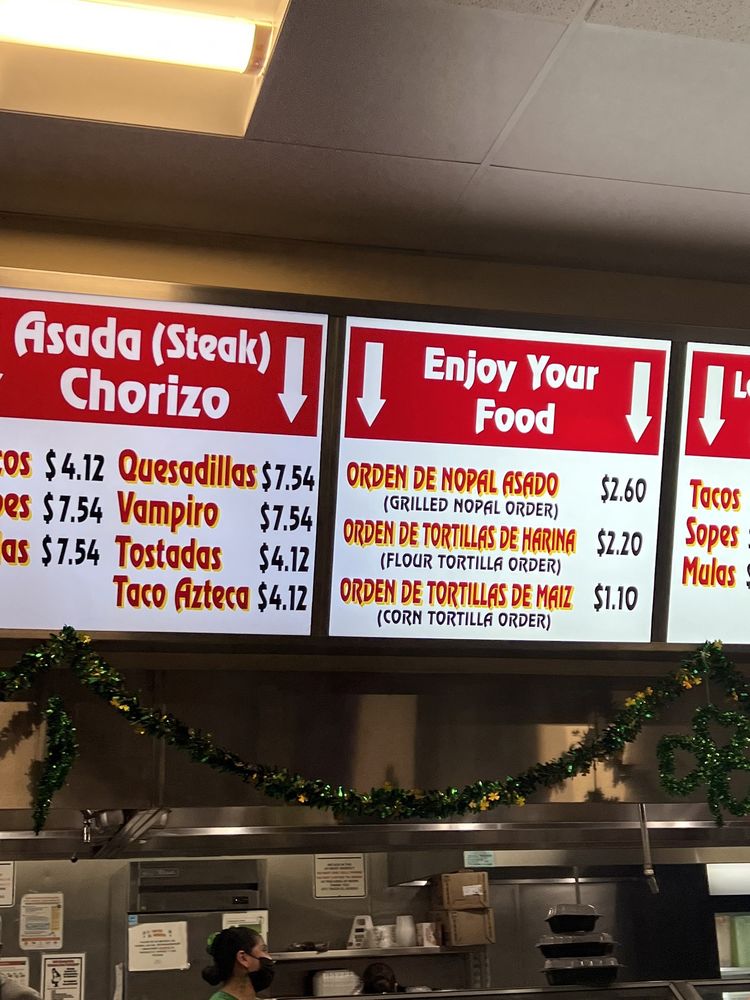 Asada (Steak)
Chorizo
$4.12 Quesadillas $7.54
$7.54 Vampiro $7.54
$7.54 Tostadas $4.12
Taco Azteca $4.12
Enjoy Your
Food
ORDEN DE NOPAL ASADO $2.60
(GRILLED NOPAL ORDER)
ORDEN DE TORTILLAS DE HARINA $2.20
(FLOUR TORTILLA ORDER)
ORDEN DE TORTILLAS DE MAIZ $1.10
(CORN TORTILLA ORDER)
Tacos
Sopes
Mulas